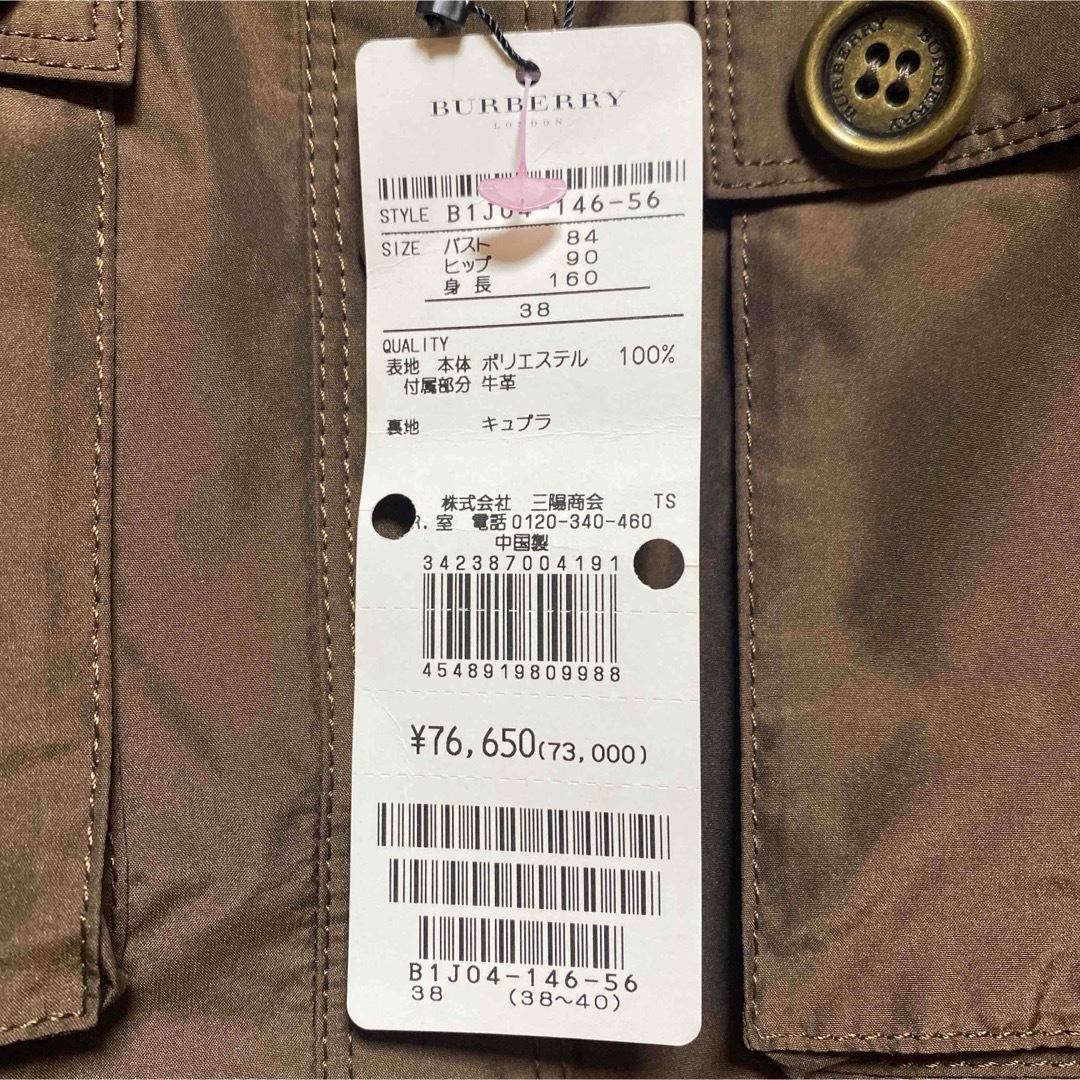 BURBERRY
LONDON
BURBERRY BURBERRY
STYLE B1J04-146-56
SIZE バスト 84
ヒップ 90
身長 160
38
QUALITY
表地 本体 ポリエステル 100%
付属部分 牛革
裏地 キュプラ
株式会社 三陽商会 TS
R. 室 電話 0120-340-460
中国製
342387004191
4548919809988
¥76,650(73,000)
B1J04-146-56
38 (38~40)